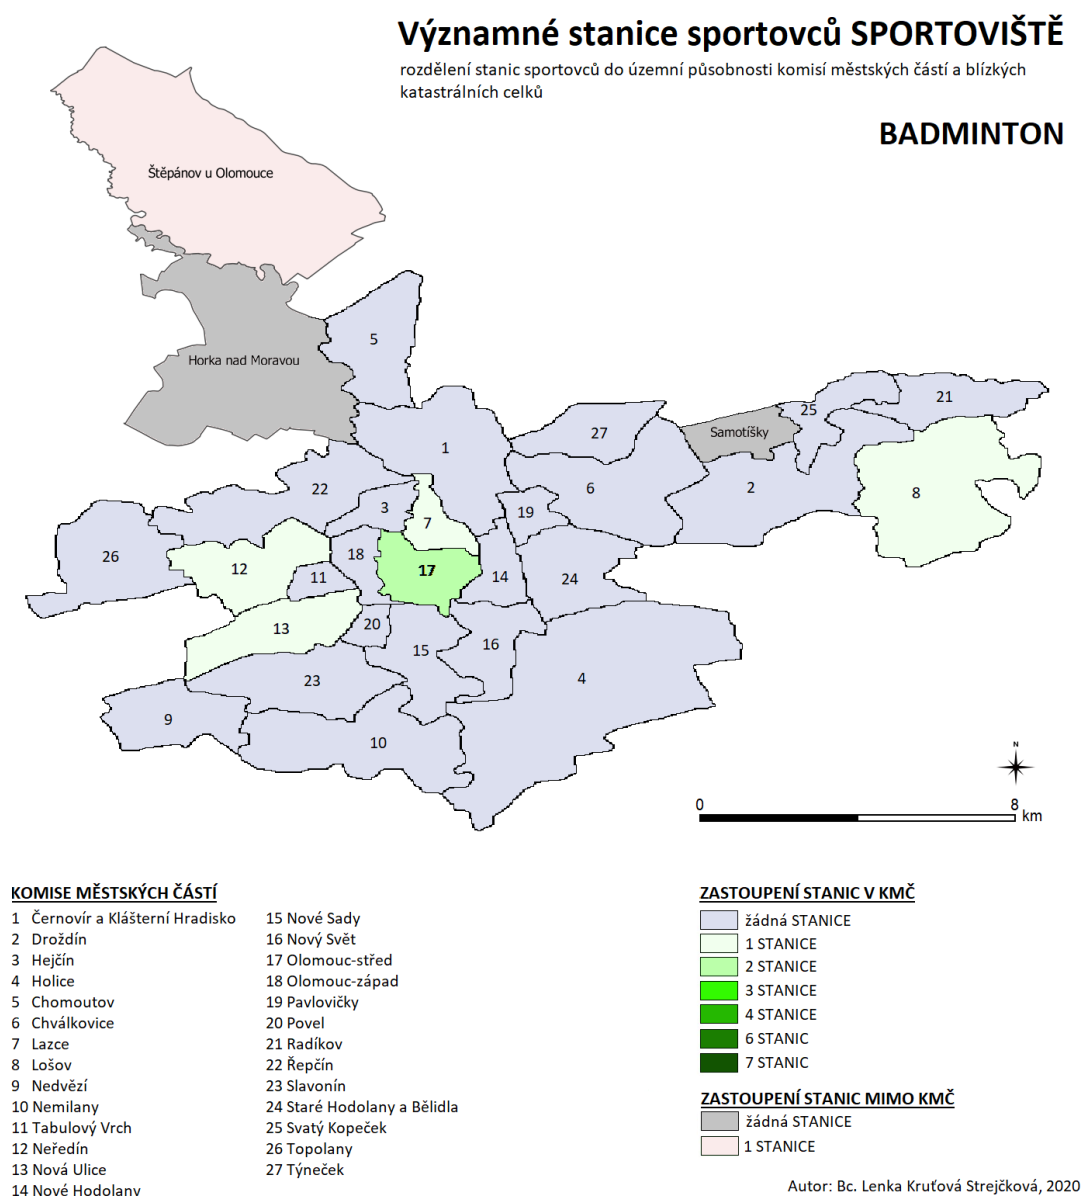 Významné stanice sportovců SPORTOVIŠTĚ
rozdělení stanic sportovců do územní působnosti komisí městských částí a blízkých
katastrálních celků
BADMINTON
Štěpánov u Olomouce
Horka nad Moravou
Samotíšky
5
1
27
25
21
22
3
7
6
19
2
8
26
12
11
18
17
14
24
13
20
15
16
4
23
9
10
N
0 8
km
KOMISE MĚSTSKÝCH ČÁSTÍ
1 Černovír a Klášterní Hradisko
2 Droždín
3 Hejčín
4 Holice
5 Chomoutov
6 Chválkovice
7 Lazce
8 Lošov
9 Nedvězí
10 Nemilany
11 Tabulový Vrch
12 Neředín
13 Nová Ulice
14 Nové Hodolany
15 Nové Sady
16 Nový Svět
17 Olomouc-střed
18 Olomouc-západ
19 Pavlovičky
20 Povel
21 Radíkov
22 Řepčín
23 Slavonín
24 Staré Hodolany a Bělidla
25 Svatý Kopeček
26 Topolany
27 Týneček
ZASTOUPENÍ STANIC V KMČ
žádná STANICE
1 STANICE
2 STANICE
3 STANICE
4 STANICE
6 STANIC
7 STANIC
ZASTOUPENÍ STANIC MIMO KMČ
žádná STANICE
1 STANICE
Autor: Bc. Lenka Kruťová Strejčková, 2020